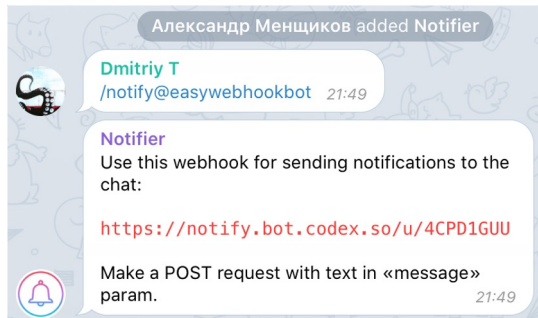 Александр Менщиков added Notifier
Dmitriy T
/notify@easywebhookbot 21:49
Notifier
Use this webhook for sending notifications to the
chat:
https://notify.bot.codex.so/u/4CPD1GUU
Make a POST request with text in «message»
param. 21:49